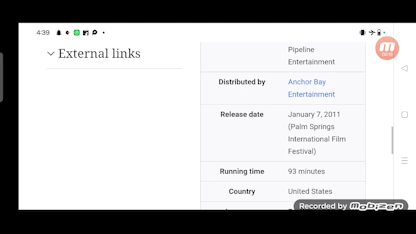 4:39
External links
Pipeline
Entertainment
Distributed by
Anchor Bay
Entertainment
Release date
January 7, 2011
(Palm Springs
International Film
Festival)
Running time
93 minutes
Country
United States
Recorded by
MOBIZEN